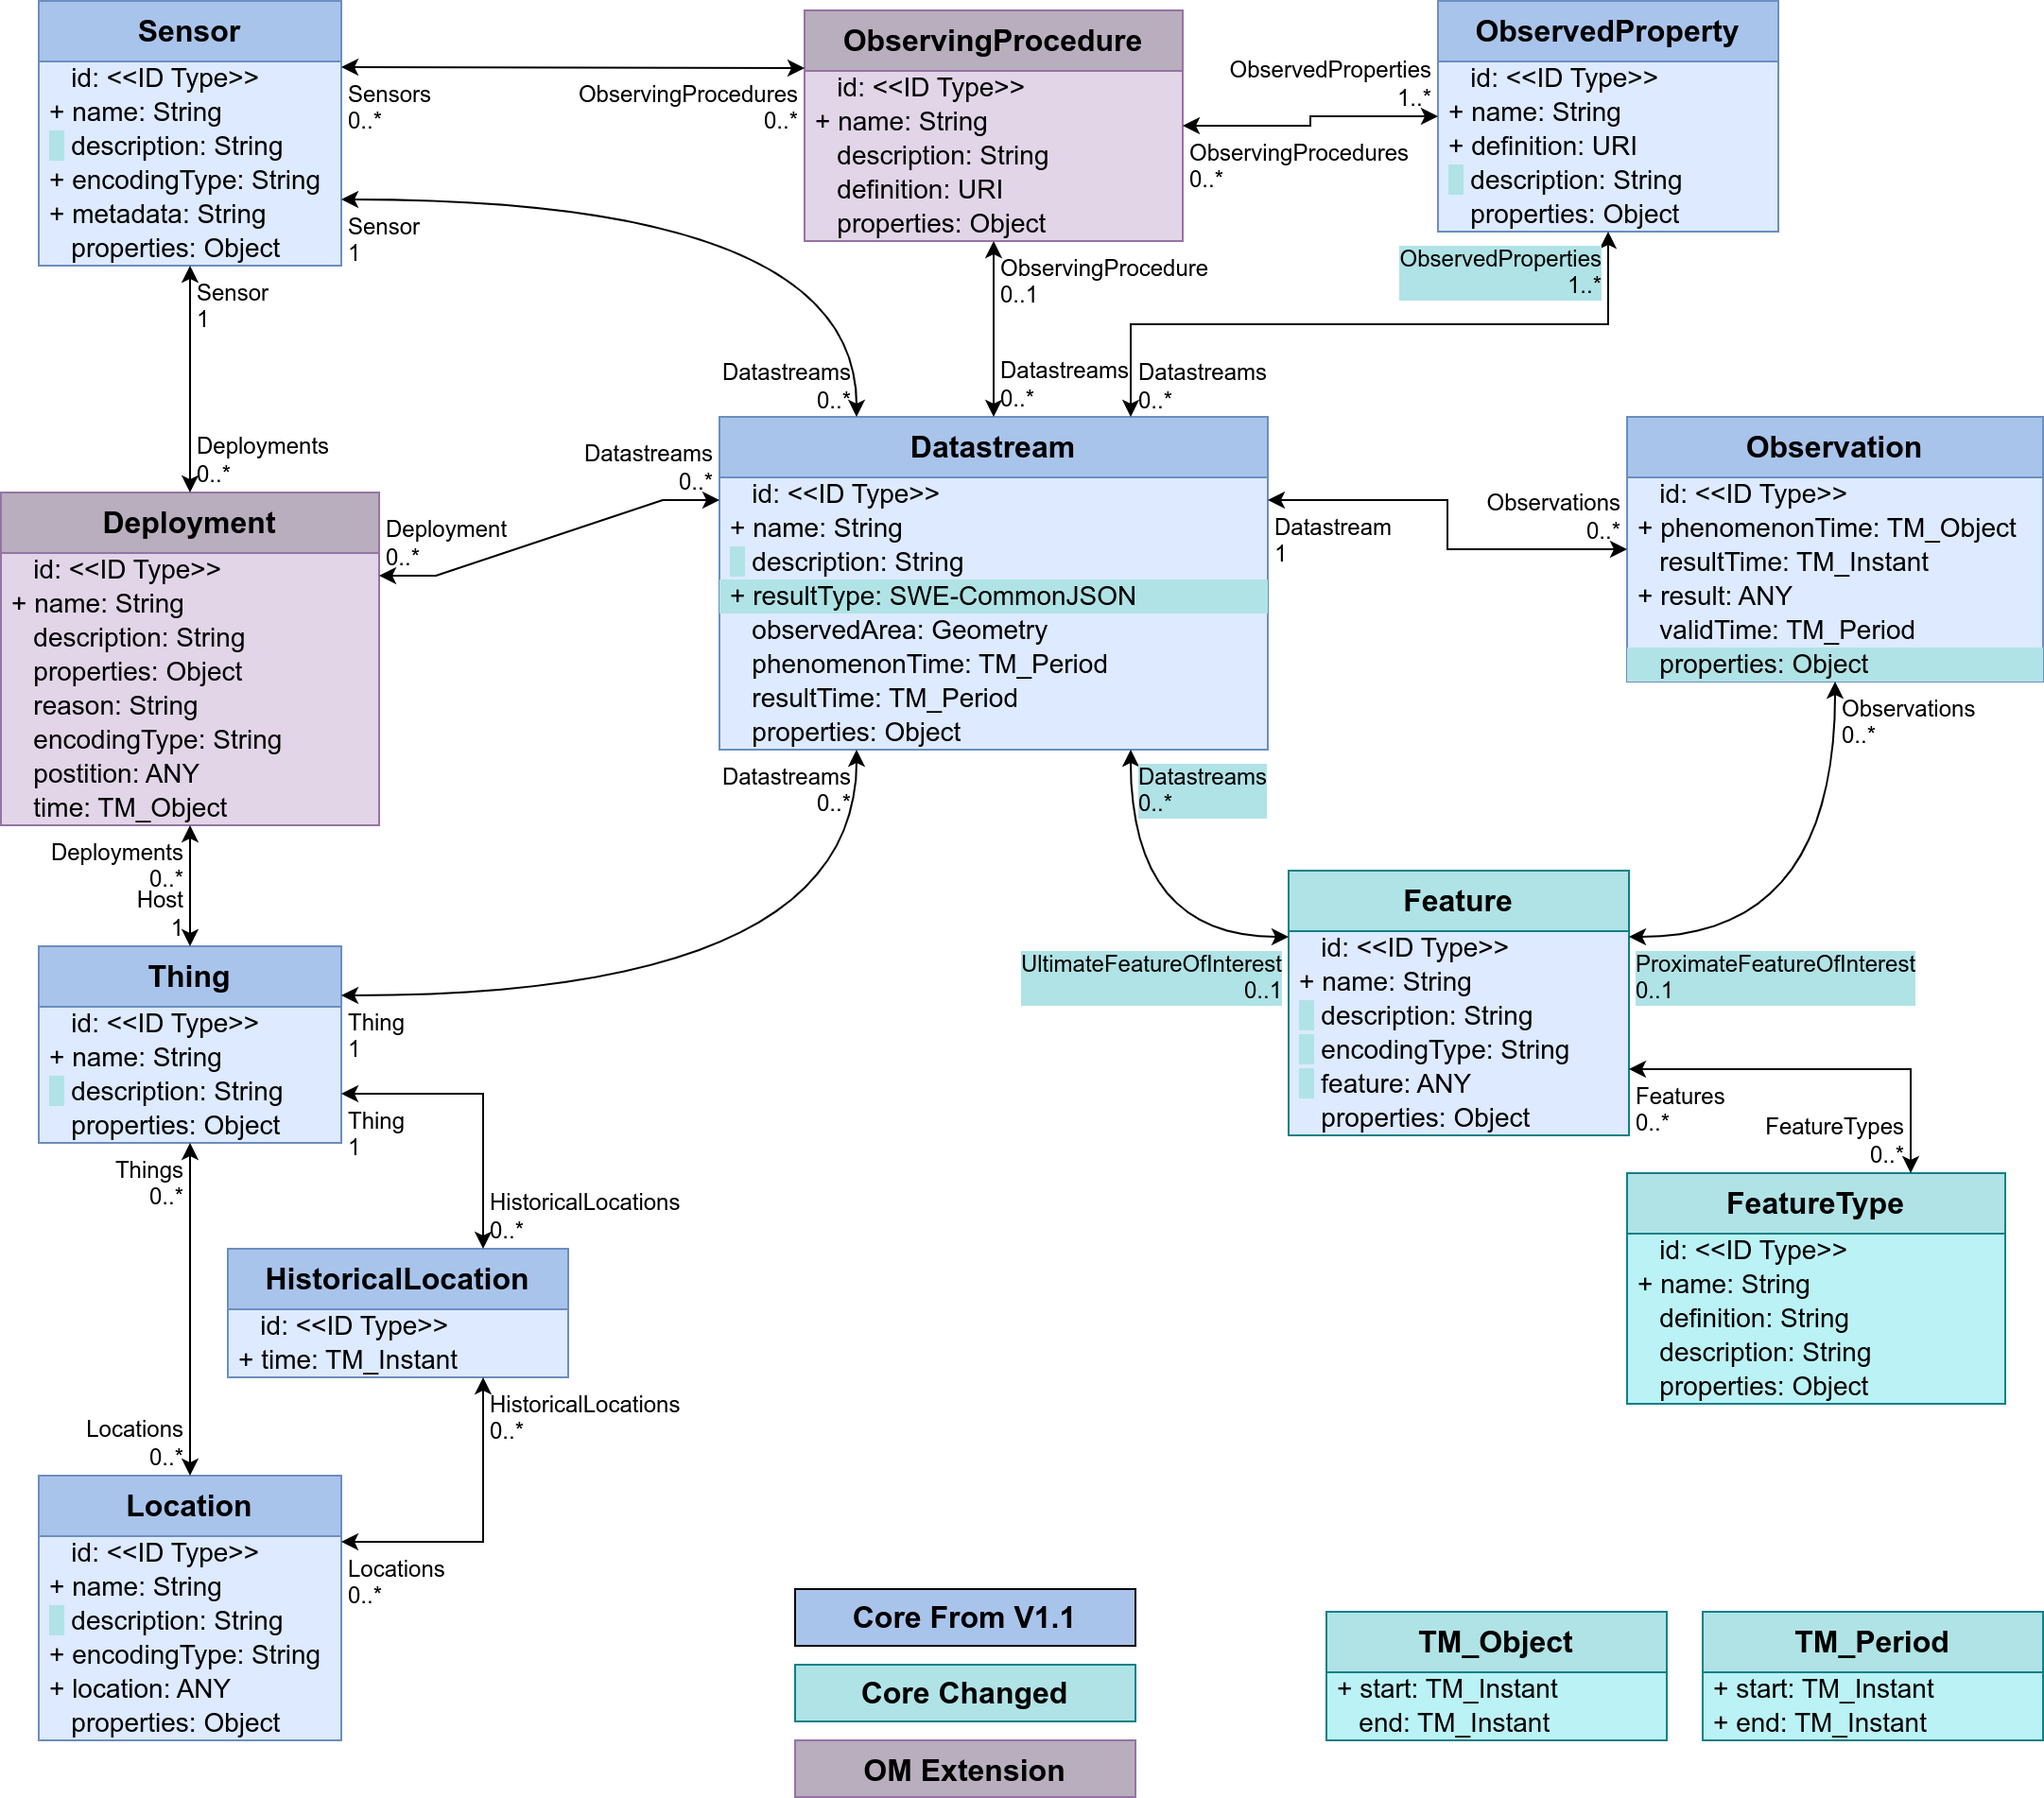 Sensor
id: <<ID Type>>
+ name: String
description: String
+ encodingType: String
+ metadata: String
properties: Object
ObservingProcedure
id: <<ID Type>>
+ name: String
description: String
definition: URI
properties: Object
ObservedProperty
id: <<ID Type>>
+ name: String
+ definition: URI
description: String
properties: Object
Sensors
0..*
ObservingProcedures
0..*
ObservedProperties
1..*
ObservingProcedures
0..*
Sensor
1
Sensor
1
ObservingProcedure
0..1
ObservedProperties
1..*
Datastreams
0..*
Datastreams
0..*
Datastreams
0..*
Deployments
0..*
Datastreams
0..*
Deployment
0..*
Deployment
id: <<ID Type>>
+ name: String
description: String
properties: Object
reason: String
encodingType: String
postition: ANY
time: TM_Object
Datastream
id: <<ID Type>>
+ name: String
description: String
+ resultType: SWE-CommonJSON
observedArea: Geometry
phenomenonTime: TM_Period
resultTime: TM_Period
properties: Object
Datastream
1
Observations
0..*
Observation
id: <<ID Type>>
+ phenomenonTime: TM_Object
resultTime: TM_Instant
+ result: ANY
validTime: TM_Period
properties: Object
Observations
0..*
Datastreams
0..*
Datastreams
0..*
Deployments
0..*
Host
1
Thing
id: <<ID Type>>
+ name: String
description: String
properties: Object
Thing
1
Thing
1
UltimateFeatureOfInterest
0..1
Feature
id: <<ID Type>>
+ name: String
description: String
encodingType: String
feature: ANY
properties: Object
ProximateFeatureOfInterest
0..1
Features
0..*
FeatureTypes
0..*
FeatureType
id: <<ID Type>>
+ name: String
definition: String
description: String
properties: Object
Things
0..*
HistoricalLocations
0..*
HistoricalLocation
id: <<ID Type>>
+ time: TM_Instant
HistoricalLocations
0..*
Locations
0..*
Location
id: <<ID Type>>
+ name: String
description: String
+ encodingType: String
+ location: ANY
properties: Object
Locations
0..*
Core From V1.1
Core Changed
OM Extension
TM_Object
+ start: TM_Instant
end: TM_Instant
TM_Period
+ start: TM_Instant
+ end: TM_Instant